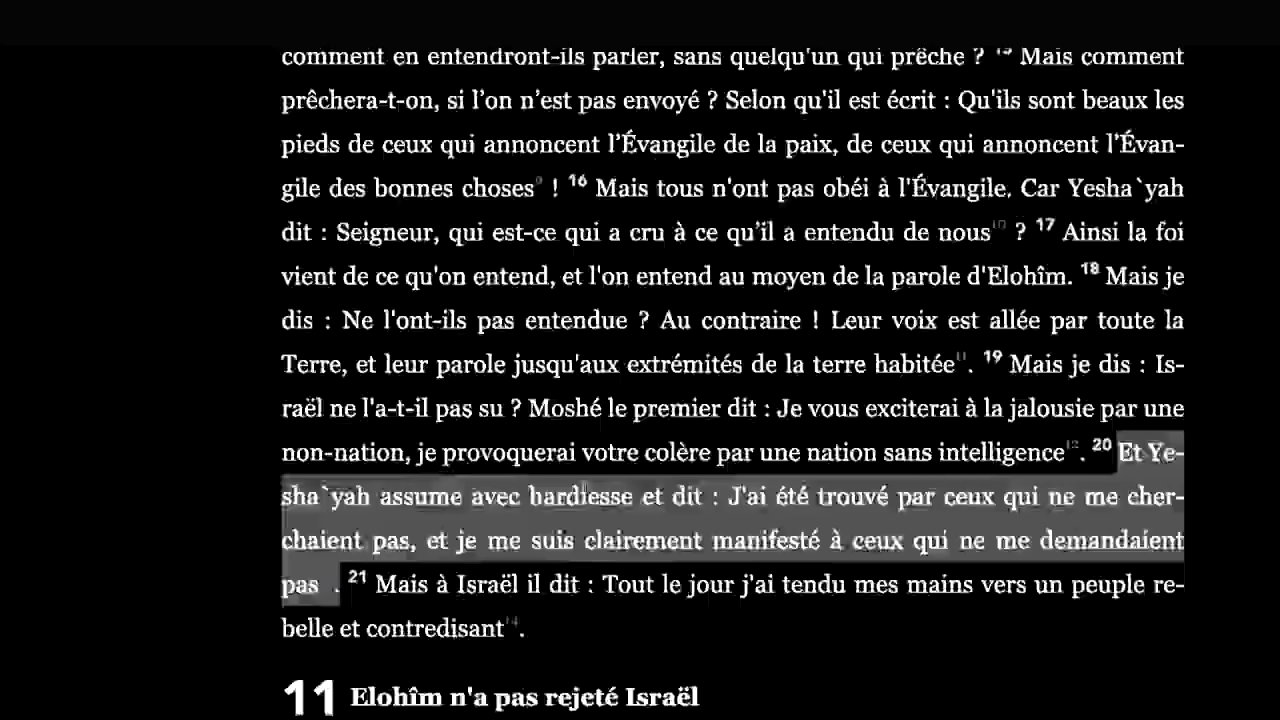 comment en entendront-ils parler, sans quelqu'un qui prêche ? 15 Mais comment
prêchera-t-on, si l’on n’est pas envoyé ? Selon qu'il est écrit : Qu'ils sont beaux les
pieds de ceux qui annoncent l’Évangile de la paix, de ceux qui annoncent l’Évan-
gile des bonnes choses9 ! 16 Mais tous n'ont pas obéi à l'Évangile. Car Yesha`yah
dit : Seigneur, qui est-ce qui a cru à ce qu’il a entendu de nous10 ? 17 Ainsi la foi
vient de ce qu'on entend, et l'on entend au moyen de la parole d'Elohîm. 18 Mais je
dis : Ne l'ont-ils pas entendue ? Au contraire ! Leur voix est allée par toute la
Terre, et leur parole jusqu'aux extrémités de la terre habitée11. 19 Mais je dis : Is-
raël ne l'a-t-il pas su ? Moshé le premier dit : Je vous exciterai à la jalousie par une
non-nation, je provoquerai votre colère par une nation sans intelligence12. 20 Et Ye-
sha`yah assume avec hardiesse et dit : J'ai été trouvé par ceux qui ne me cher-
chaient pas, et je me suis clairement manifesté à ceux qui ne me demandaient
pas . 21 Mais à Israël il dit : Tout le jour j'ai tendu mes mains vers un peuple re-
belle et contredisant14.
11 Elohîm n'a pas rejeté Israël